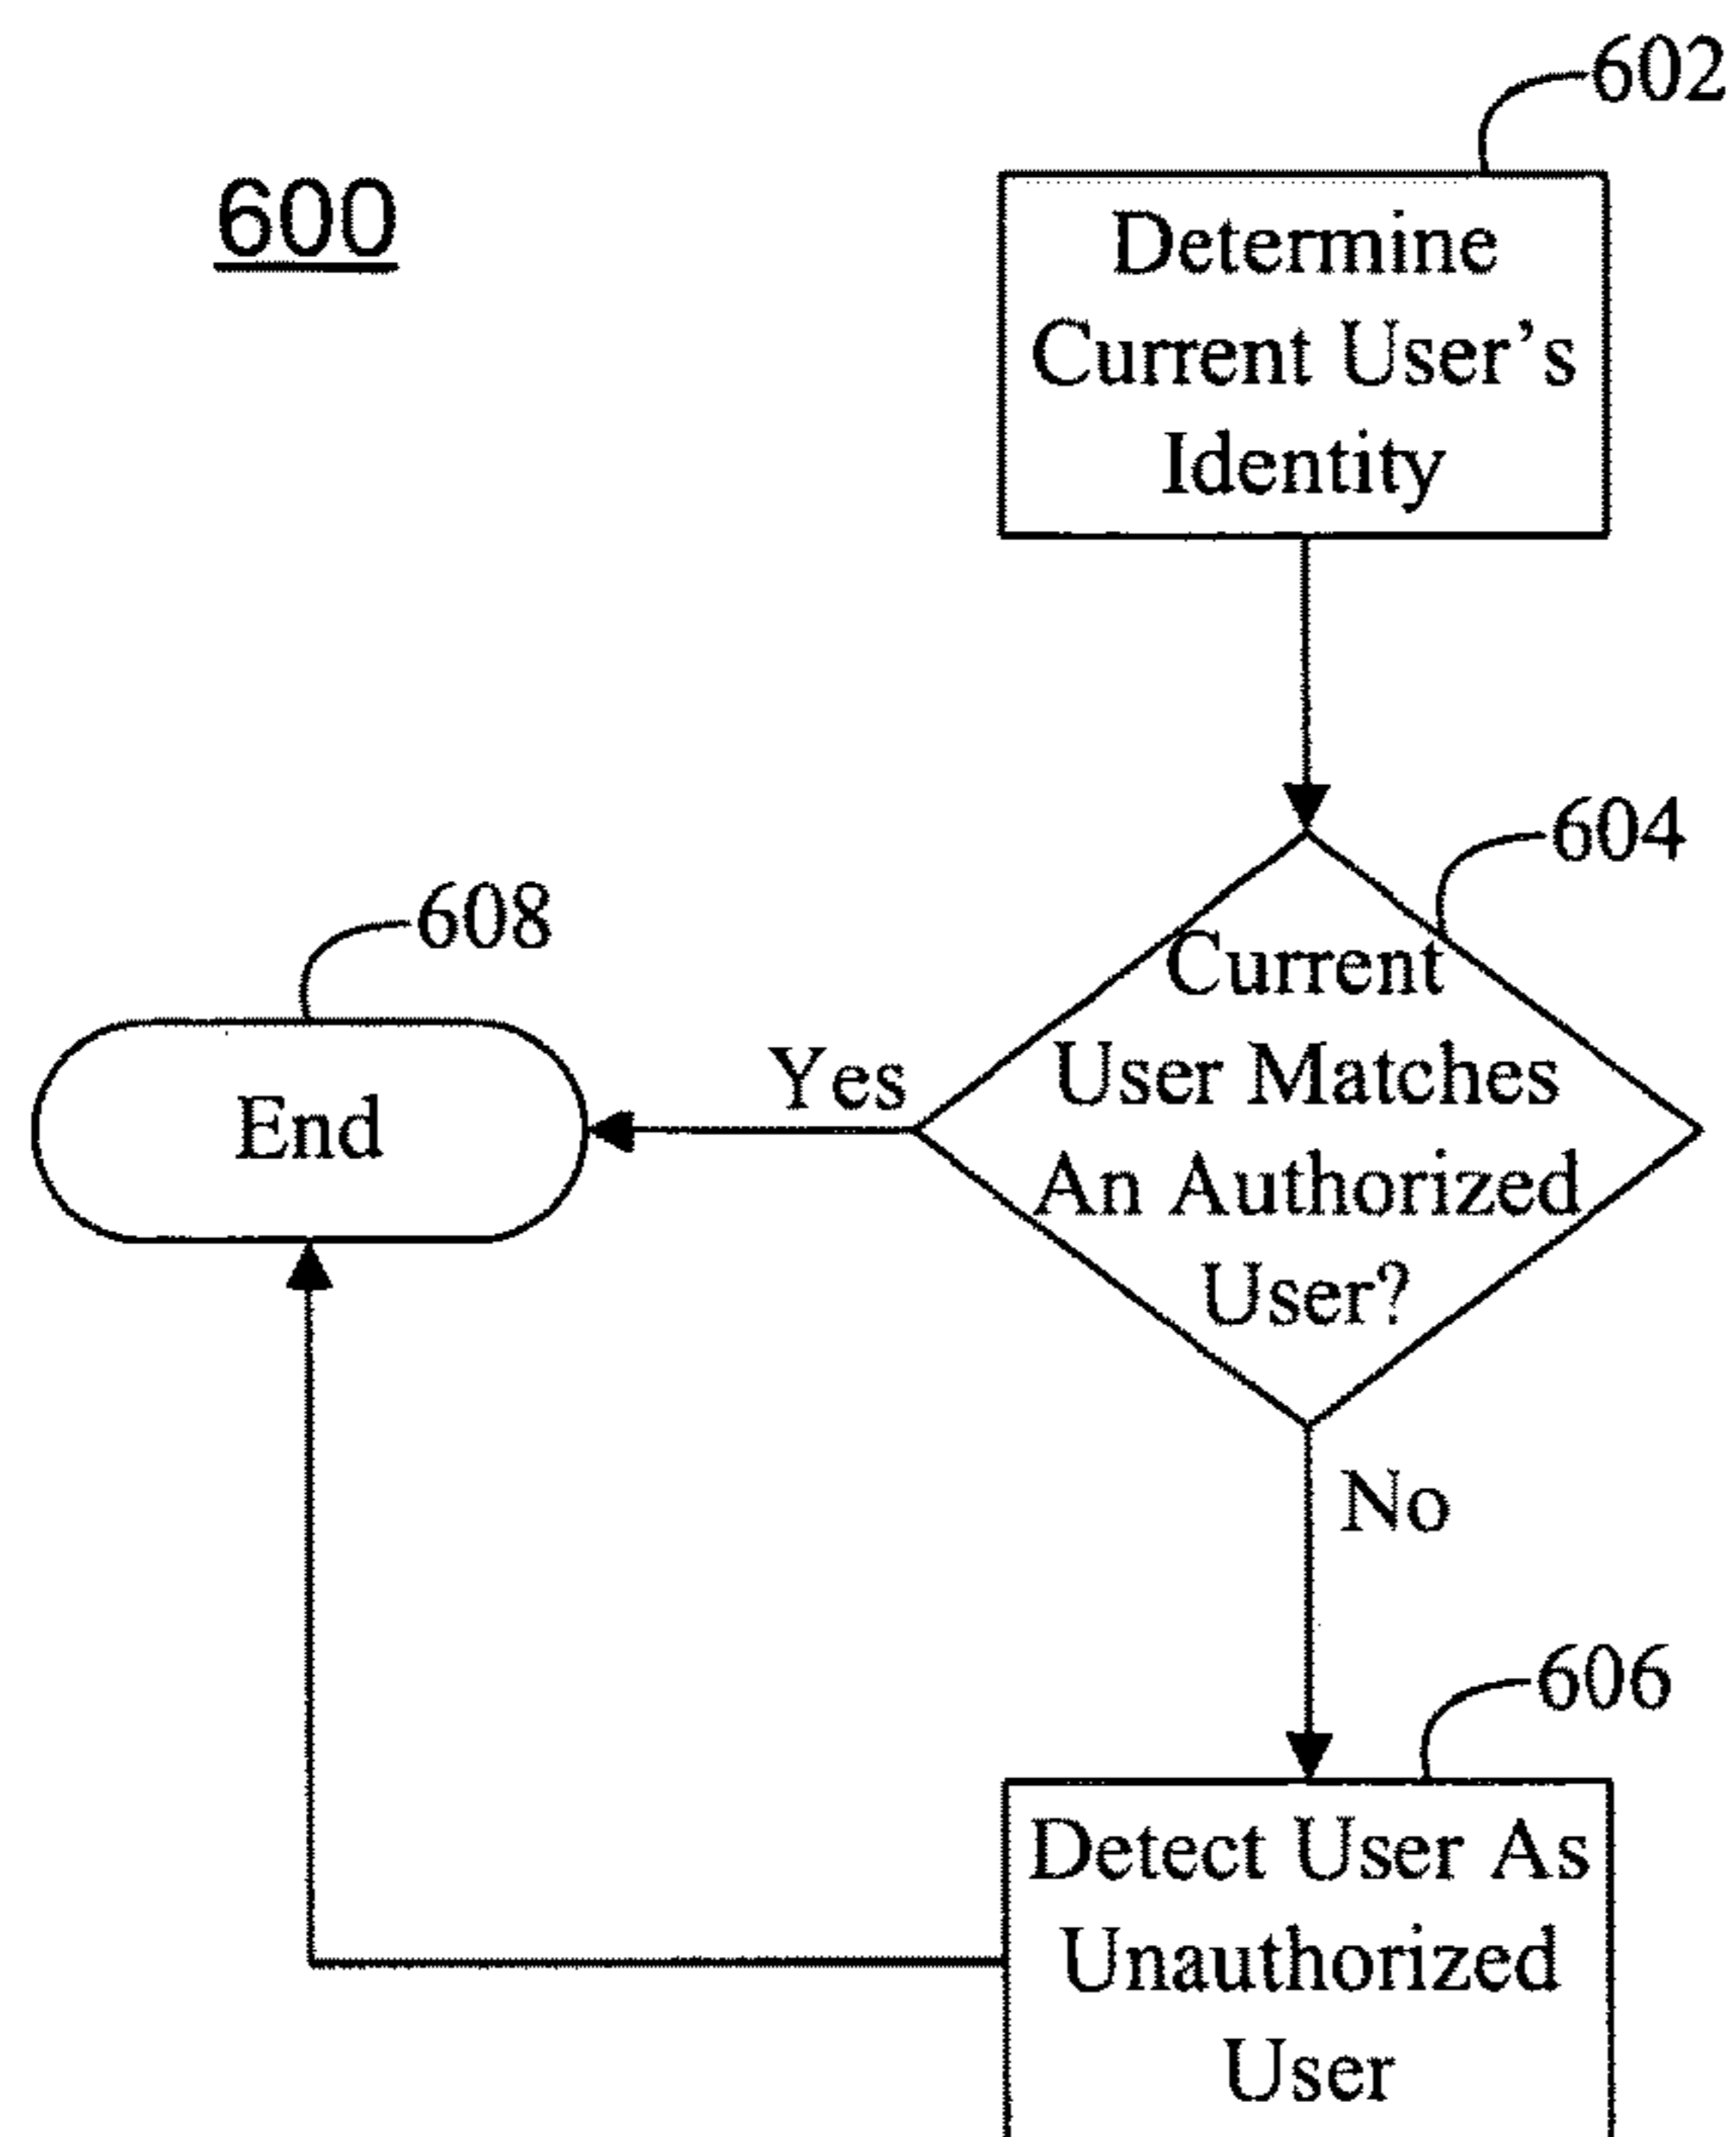 602
600
Determine
Current User's
Identity
604
Current
User Matches
An Authorized
User?
608
End
Yes
No
606
Detect User As
Unauthorized
User